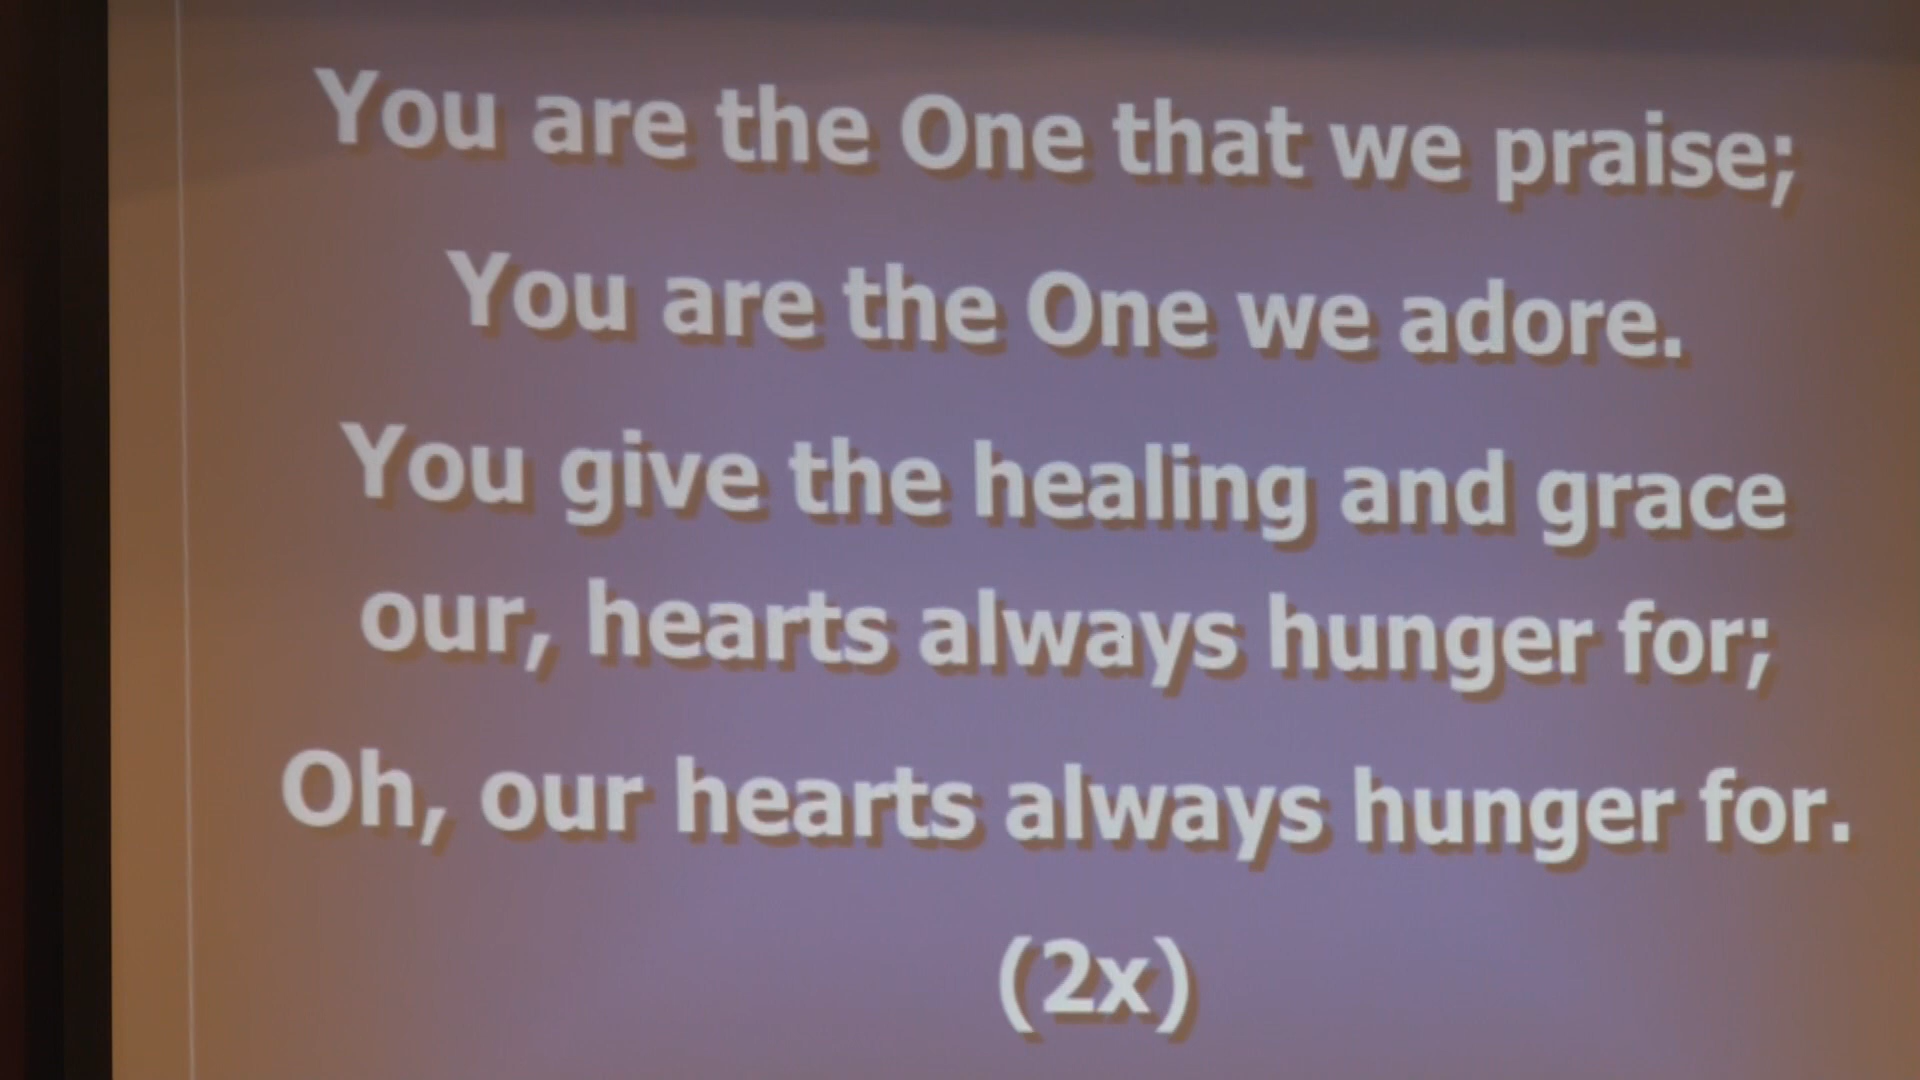 You are the One that we praise;
You are the One we adore.
You give the healing and grace
our, hearts always hunger for;
Oh, our hearts always hunger for.
(2x)